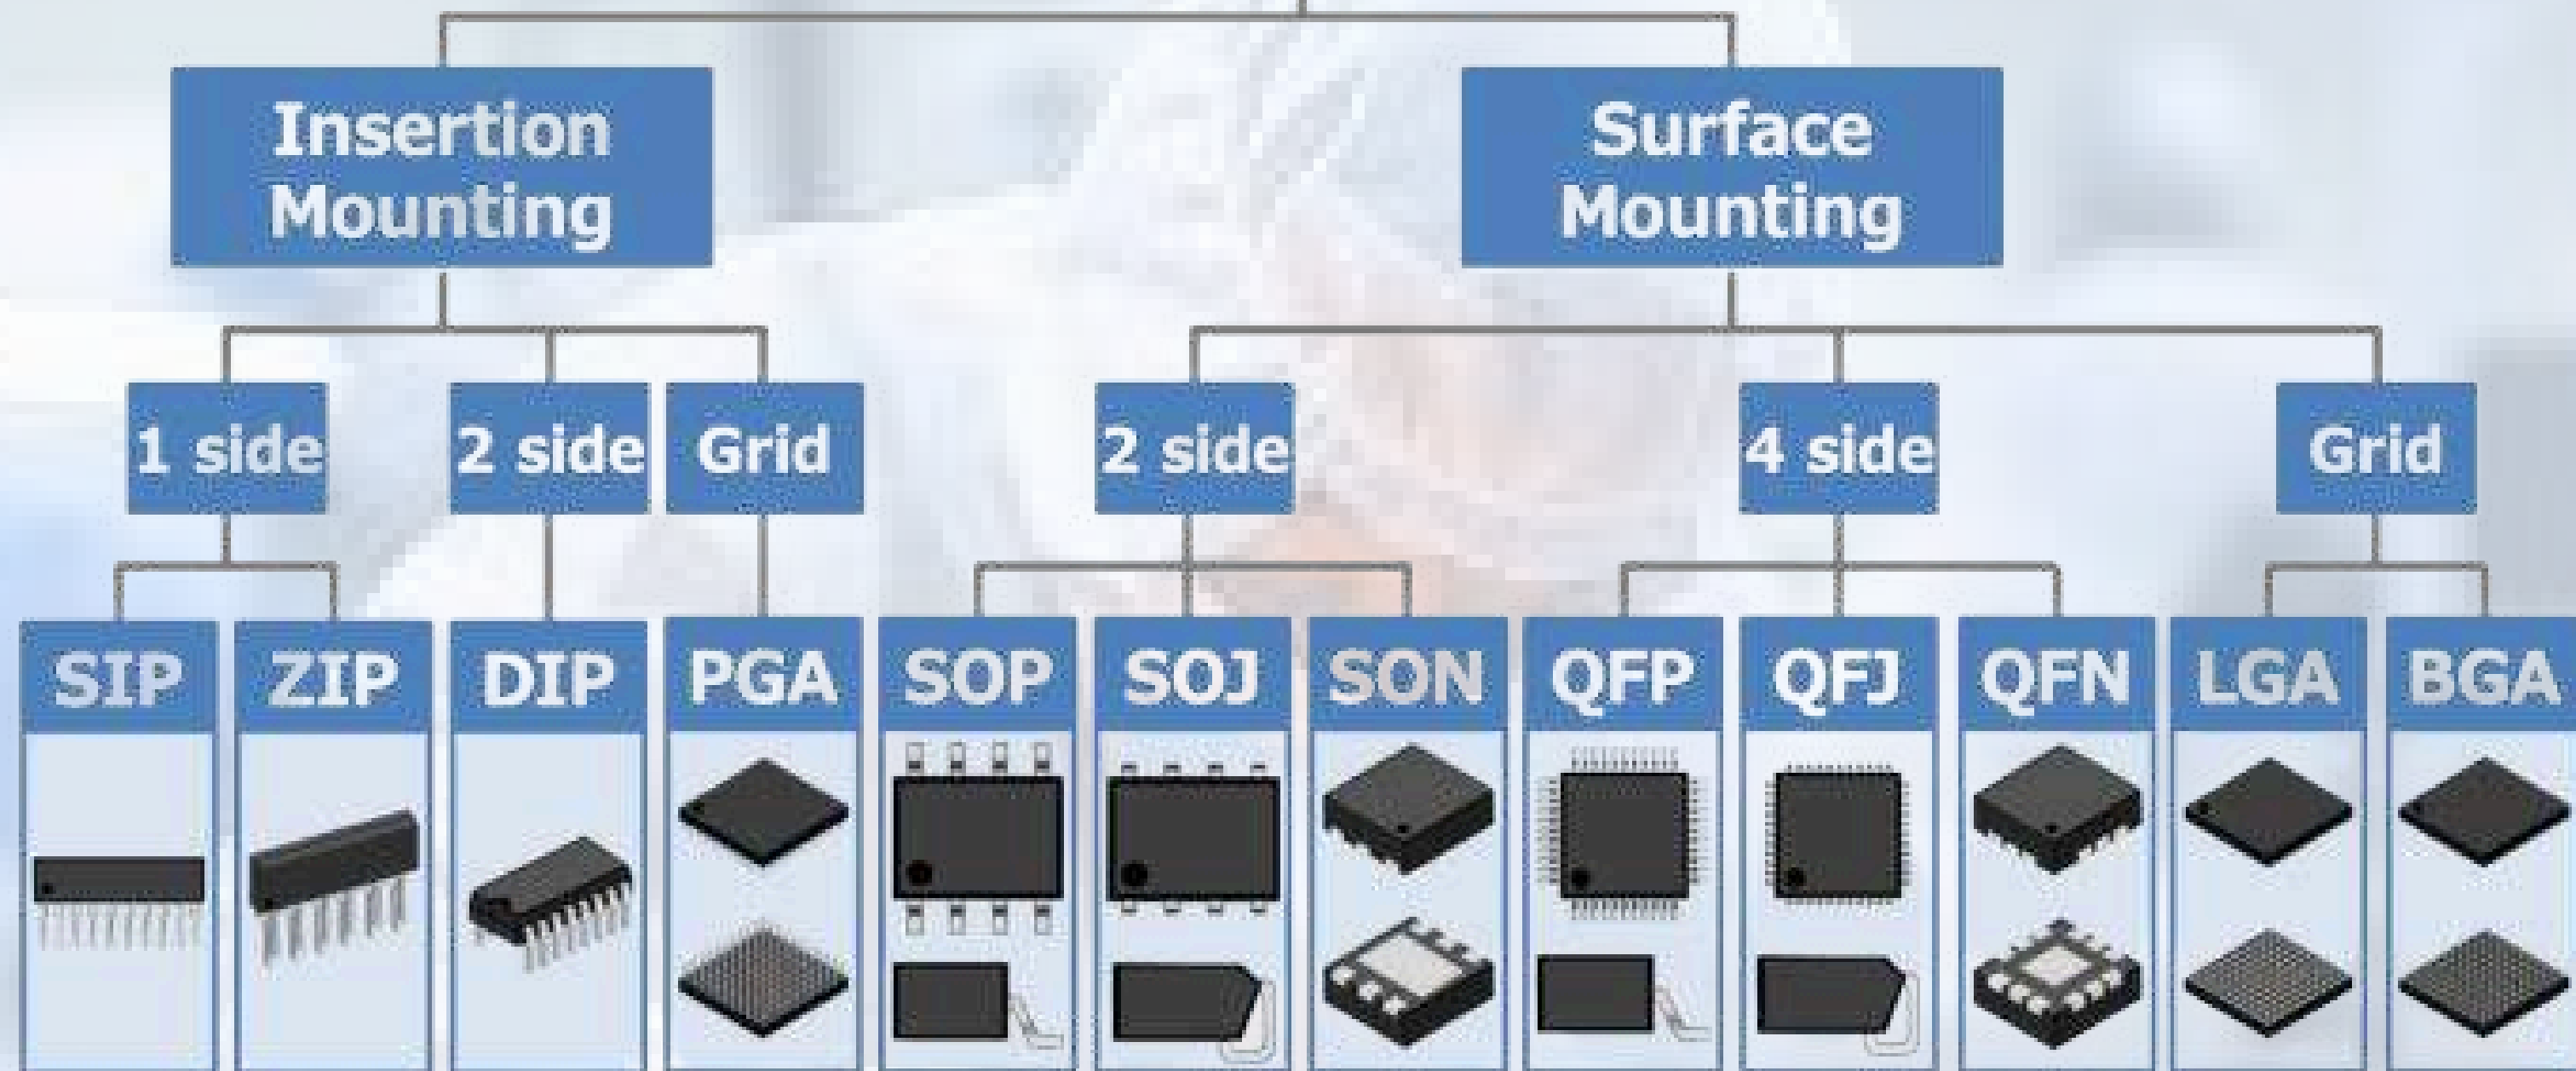 Insertion
Mounting
Surface
Mounting
1 side
2 side
Grid
2 side
4 side
Grid
SIP
ZIP
DIP
PGA
SOP
SOJ
SON
QFP
QFJ
QFN
LGA
BGA